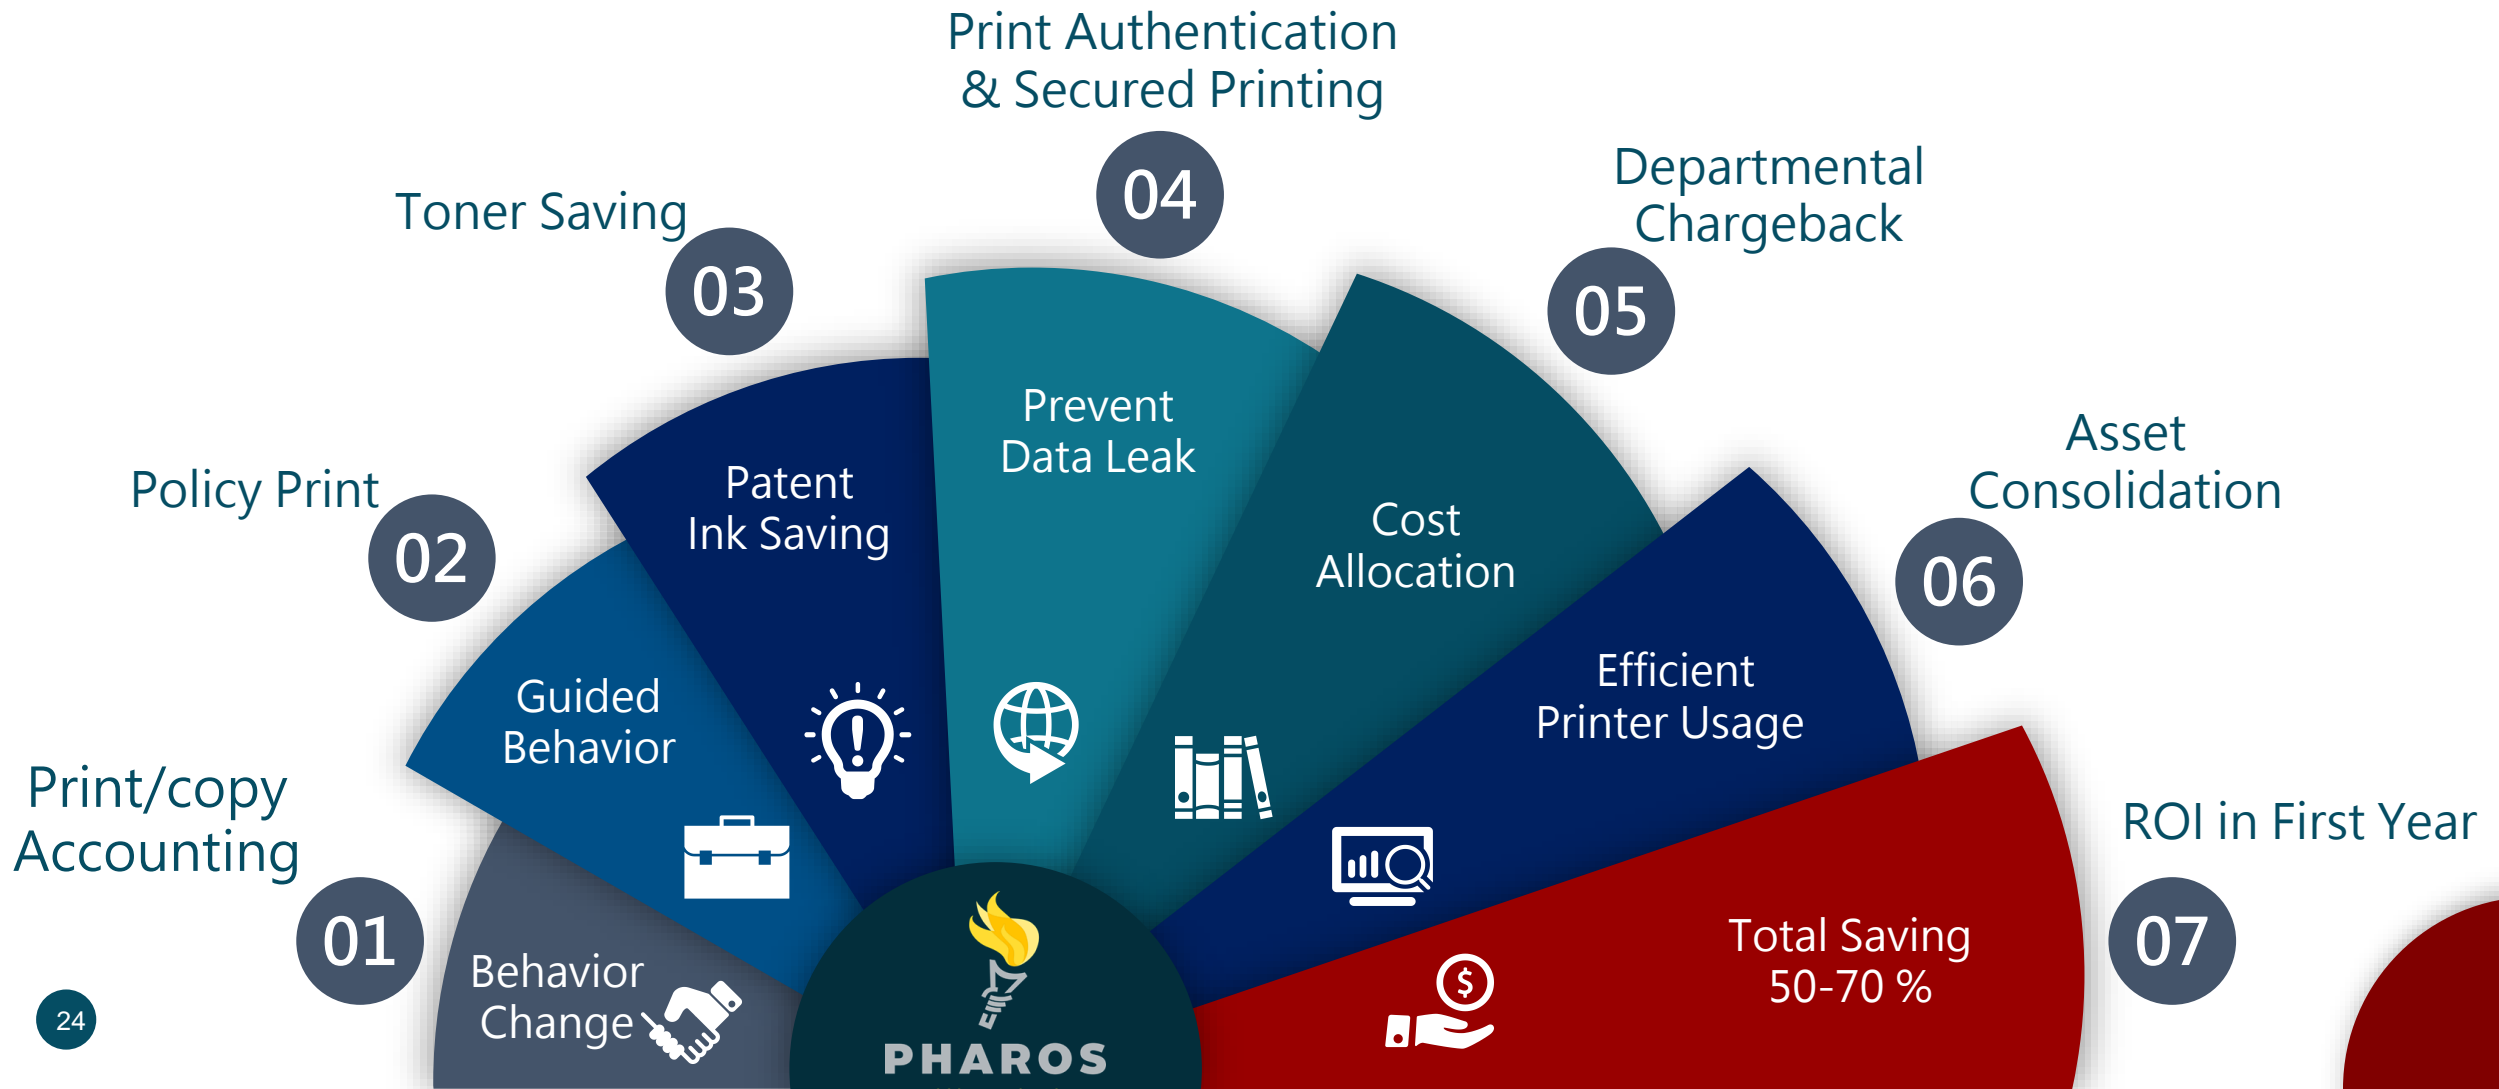 Print/copy
Accounting
01
Behavior
Change
Policy Print
02
Guided
Behavior
Toner Saving
03
Patent
Ink Saving
Print Authentication
& Secured Printing
04
Prevent
Data Leak
Departmental
Chargeback
05
Cost
Allocation
Asset
Consolidation
06
Efficient
Printer Usage
ROI in First Year
07
Total Saving
50-70 %
$
PHAROS
24